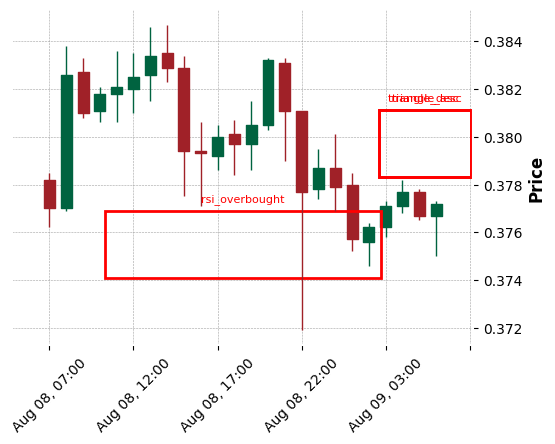 0.384
0.382
0.380
0.378
0.376
0.374
0.372
Price
rsi_overbought
Aug 08, 07:00
Aug 08, 12:00
Aug 08, 17:00
Aug 08, 22:00
Aug 09, 03:00